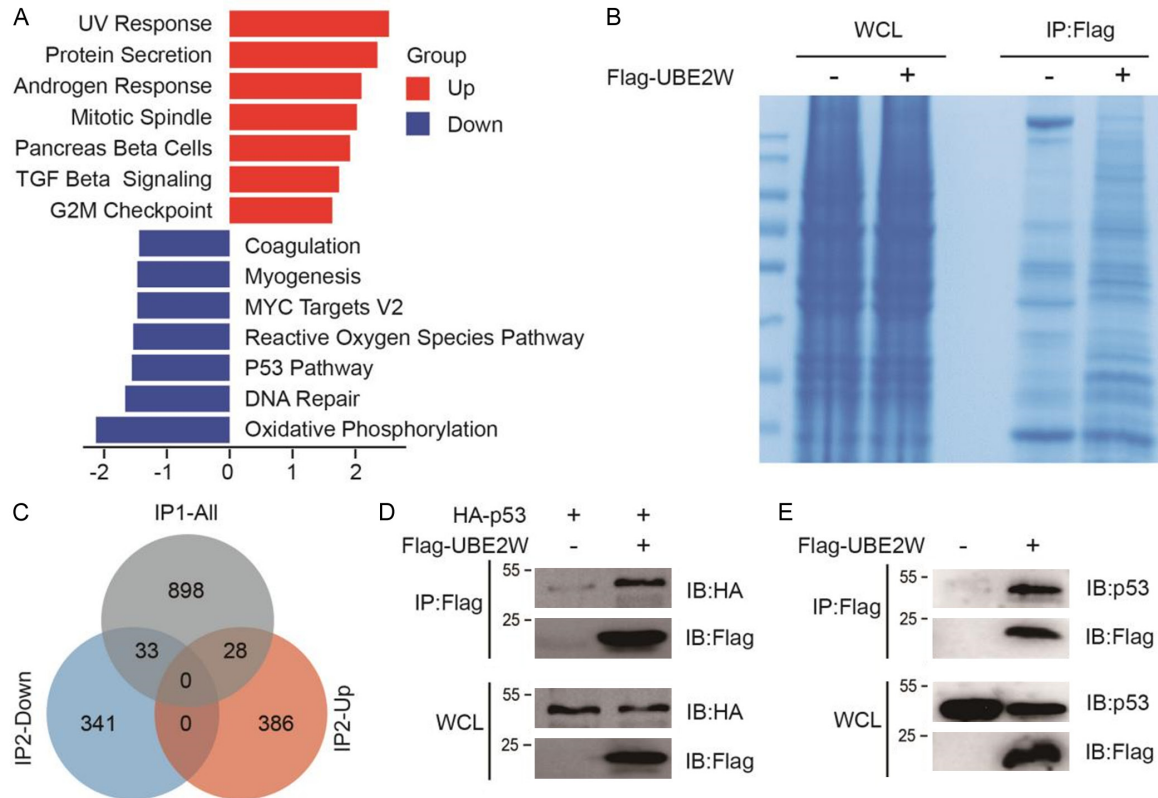 A
UV Response
Protein Secretion
Androgen Response
Mitotic Spindle
Pancreas Beta Cells
TGF Beta Signaling
G2M Checkpoint
Coagulation
Myogenesis
MYC Targets V2
Reactive Oxygen Species Pathway
P53 Pathway
DNA Repair
Oxidative Phosphorylation
-2 -1 0 1 2
Group
Up
Down
B
WCL IP:Flag
Flag-UBE2W - + - +
C
IP1-All
898
33 28
0
341 0 386
IP2-Down
IP2-Up
D
HA-p53 + +
Flag-UBE2W - +
IP:Flag
55 - IB:HA
25 - IB:Flag
WCL
55 - IB:HA
25 - IB:Flag
E
Flag-UBE2W - +
IP:Flag
55 - IB:p53
25 - IB:Flag
WCL
55 - IB:p53
25 - IB:Flag